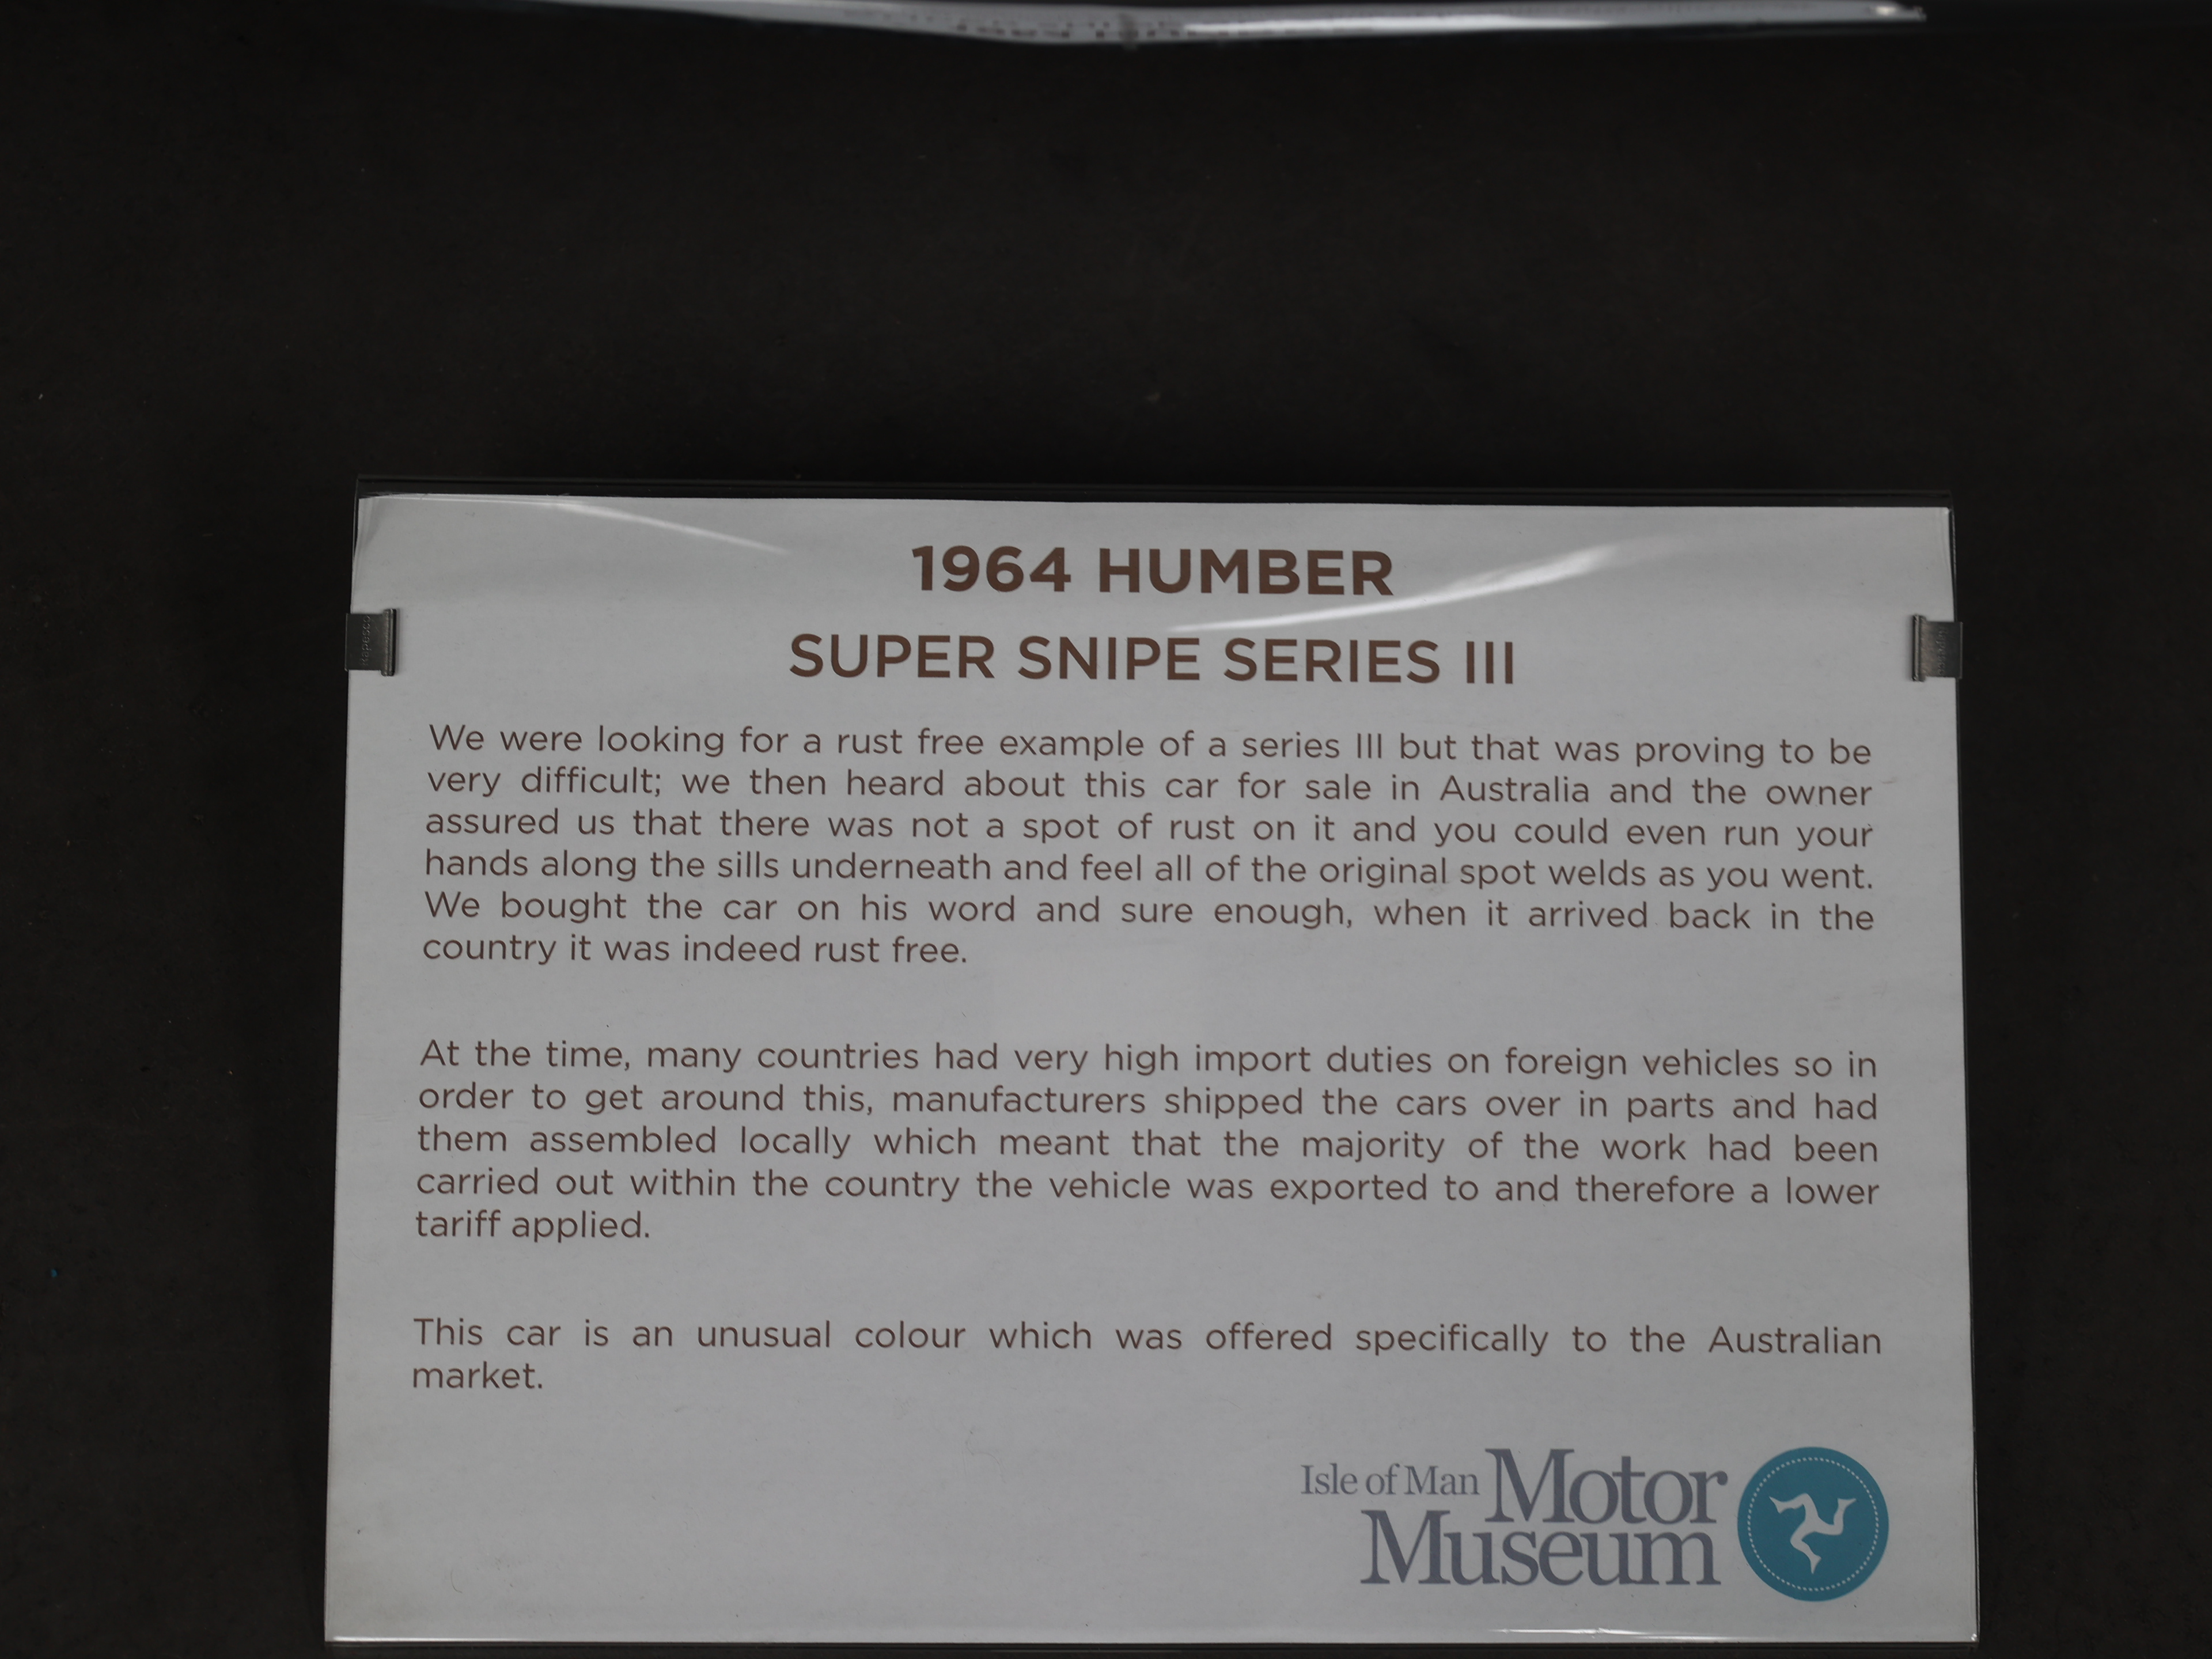 1964 HUMBER
SUPER SNIPE SERIES III
We were looking for a rust free example of a series III but that was proving to be
very difficult; we then heard about this car for sale in Australia and the owner
assured us that there was not a spot of rust on it and you could even run your
hands along the sills underneath and feel all of the original spot welds as you went.
We bought the car on his word and sure enough, when it arrived back in the
country it was indeed rust free.
At the time, many countries had very high import duties on foreign vehicles so in
order to get around this, manufacturers shipped the cars over in parts and had
them assembled locally which meant that the majority of the work had been
carried out within the country the vehicle was exported to and therefore a lower
tariff applied.
This car is an unusual colour which was offered specifically to the Australian
market.
Isle of Man Motor
Museum